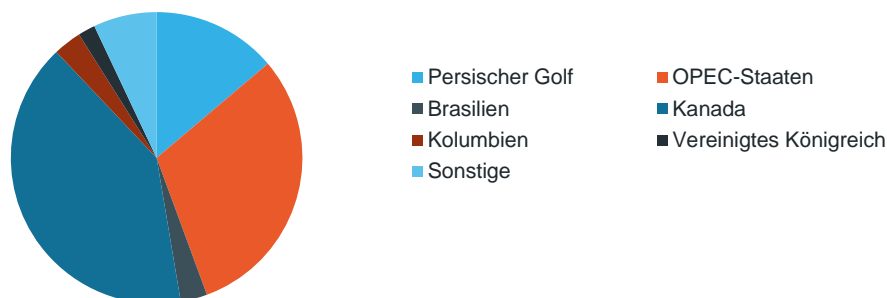 Persischer Golf OPEC-Staaten
Brasilien Kanada
Kolumbien Vereinigtes Königreich
Sonstige